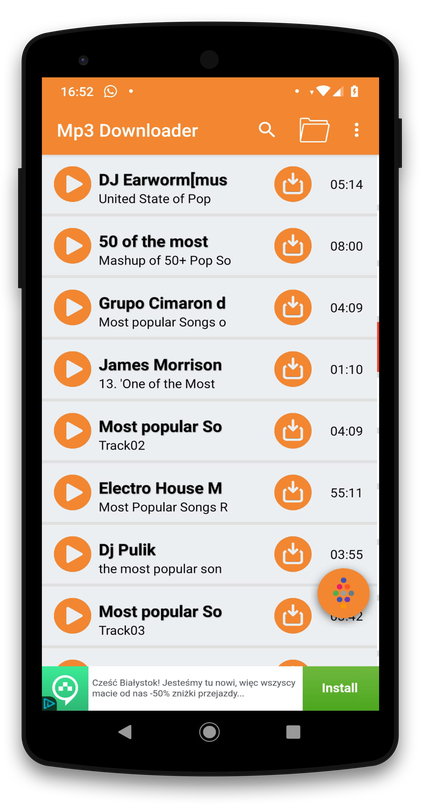 16:52
Mp3 Downloader
DJ Earworm[mus
United State of Pop
05:14
50 of the most
Mashup of 50+ Pop So
08:00
Grupo Cimaron d
Most popular Songs o
04:09
James Morrison
13. 'One of the Most
01:10
Most popular So
Track02
04:09
Electro House M
Most Popular Songs R
55:11
Dj Pulik
the most popular son
03:55
Most popular So
Track03
Cześć Białystok! Jesteśmy tu nowi, więc wszyscy
macie od nas -50% zniżki przejazdy...
Install